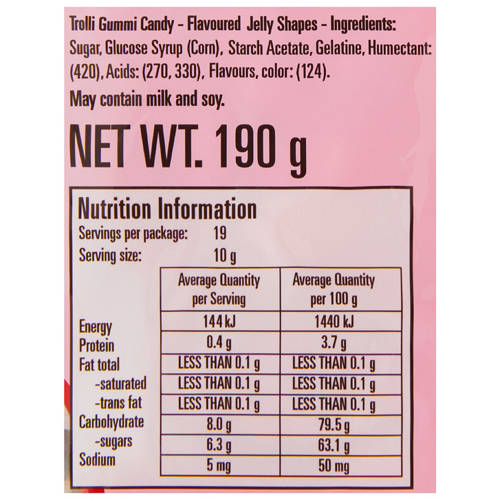 Trolli Gummi Candy - Flavoured Jelly Shapes - Ingredients:
Sugar, Glucose Syrup (Corn), Starch Acetate, Gelatine, Humectant:
(420), Acids: (270, 330), Flavours, color: (124).
May contain milk and soy.
NET WT. 190 g
Nutrition Information
Servings per package: 19
Serving size: 10 g
Average Quantity Average Quantity
per Serving per 100 g
Energy 144 kJ 1440 kJ
Protein 0.4 g 3.7 g
Fat total LESS THAN 0.1 g LESS THAN 0.1 g
-saturated LESS THAN 0.1 g LESS THAN 0.1 g
-trans fat LESS THAN 0.1 g LESS THAN 0.1 g
Carbohydrate 8.0 g 79.5 g
-sugars 6.3 g 63.1 g
Sodium 5 mg 50 mg